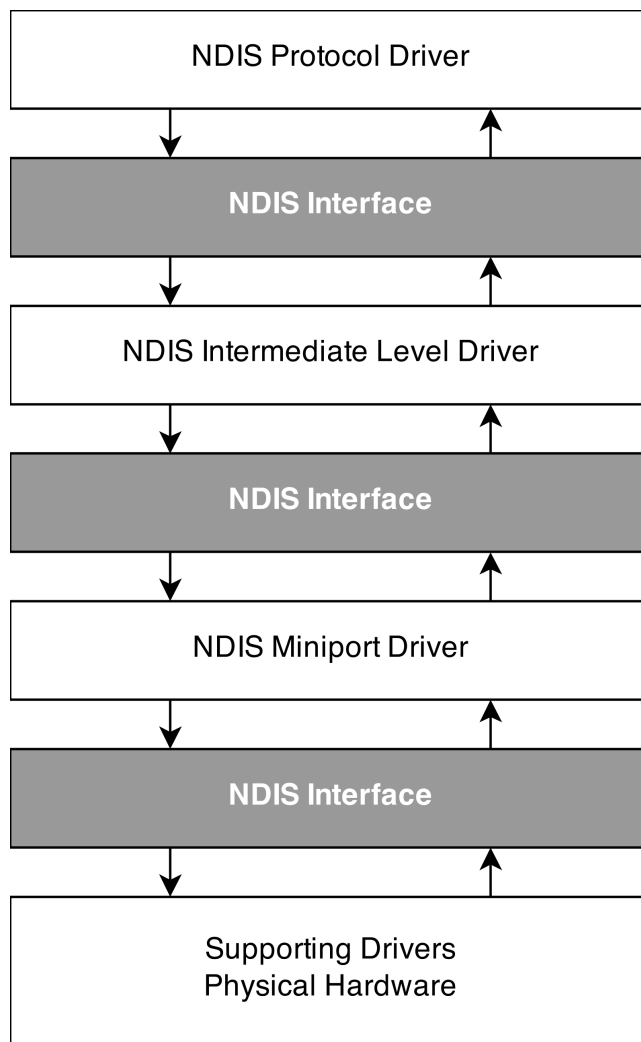 NDIS Protocol Driver
NDIS Interface
NDIS Intermediate Level Driver
NDIS Interface
NDIS Miniport Driver
NDIS Interface
Supporting Drivers
Physical Hardware